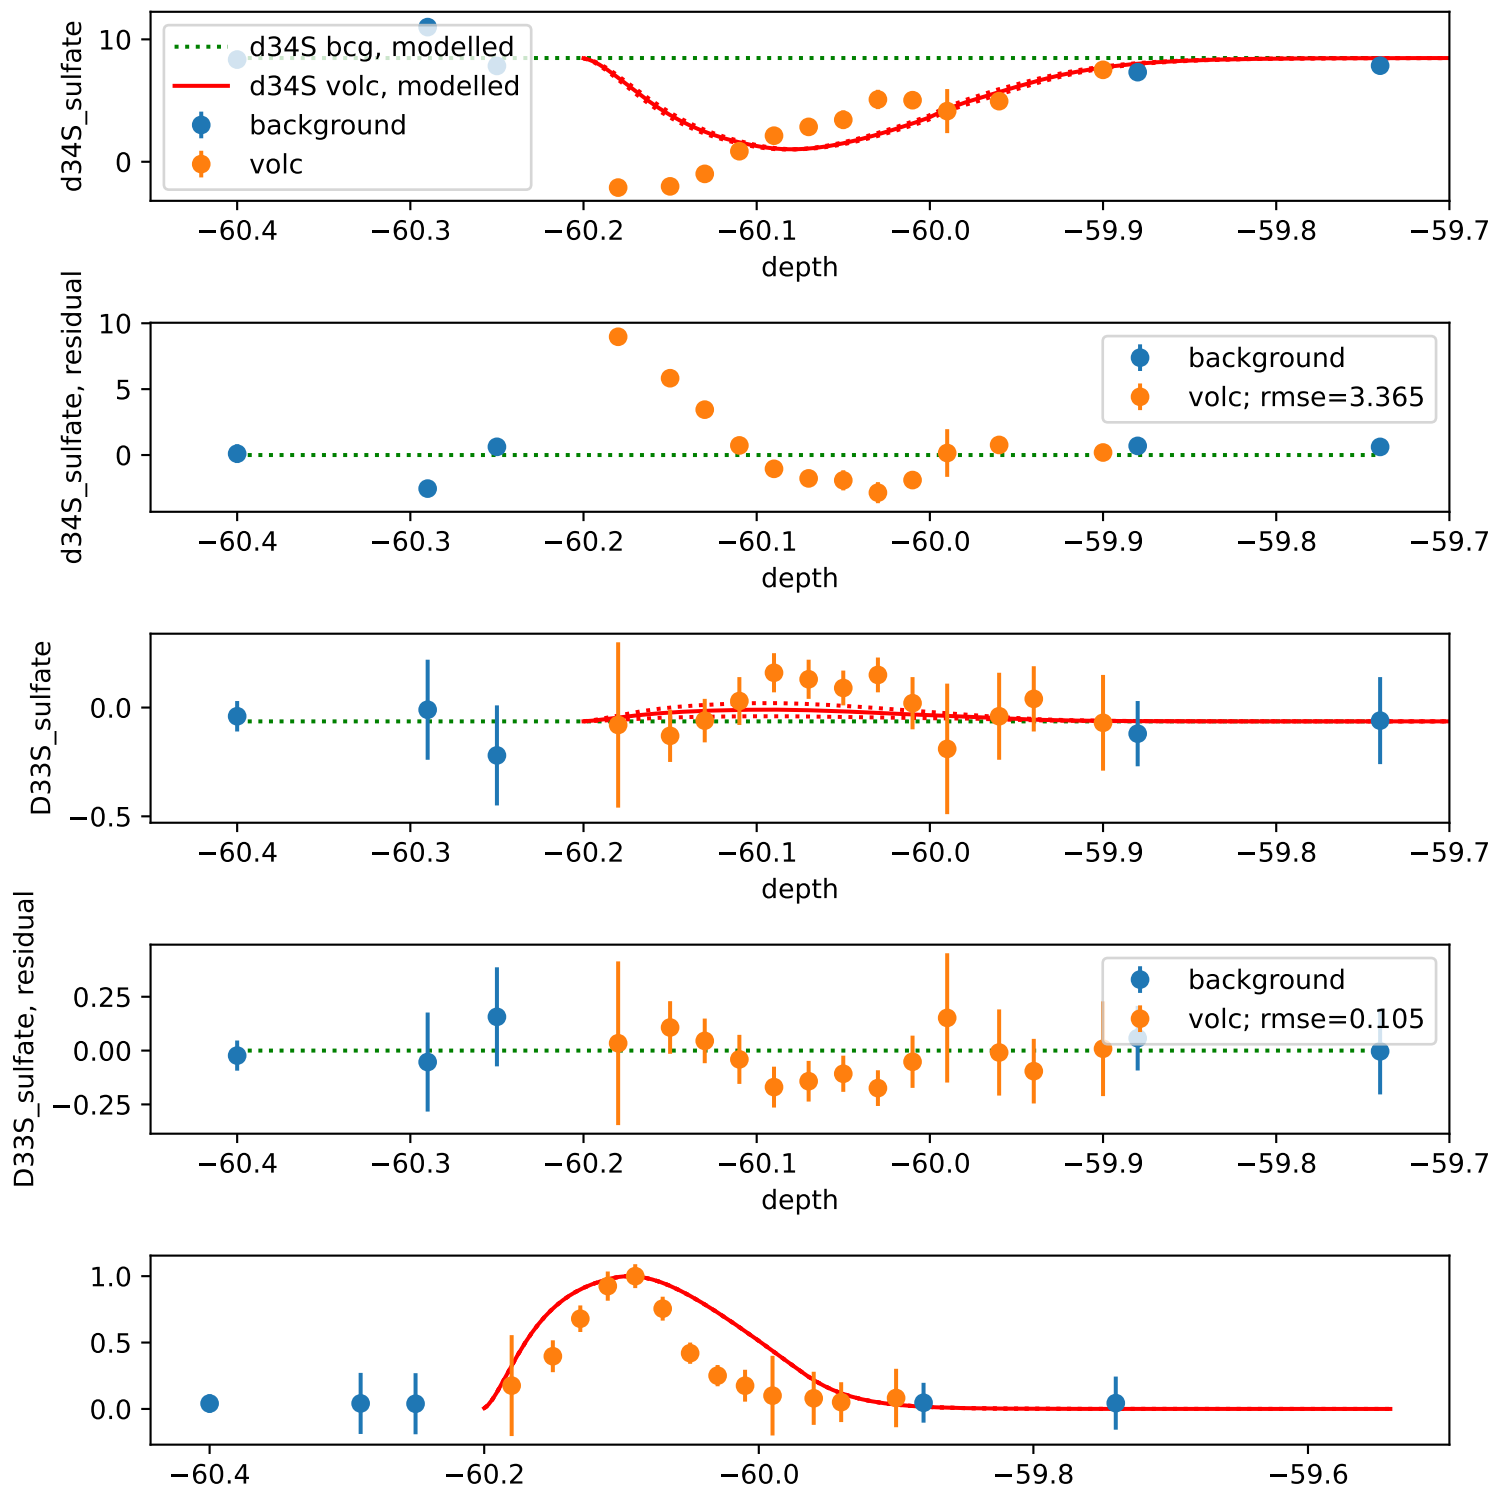 d34S_sulfate
10
0
d34S bcg, modelled
d34S volc, modelled
background
volc
−60.4 −60.3 −60.2 −60.1 −60.0 −59.9 −59.8 −59.7
depth
d34S_sulfate, residual
10
5
0
background
volc; rmse=3.365
−60.4 −60.3 −60.2 −60.1 −60.0 −59.9 −59.8 −59.7
depth
D33S_sulfate
0.0
−0.5
−60.4 −60.3 −60.2 −60.1 −60.0 −59.9 −59.8 −59.7
depth
D33S_sulfate, residual
0.25
0.00
−0.25
background
volc; rmse=0.105
−60.4 −60.3 −60.2 −60.1 −60.0 −59.9 −59.8 −59.7
depth
1.0
0.5
0.0
−60.4 −60.2 −60.0 −59.8 −59.6